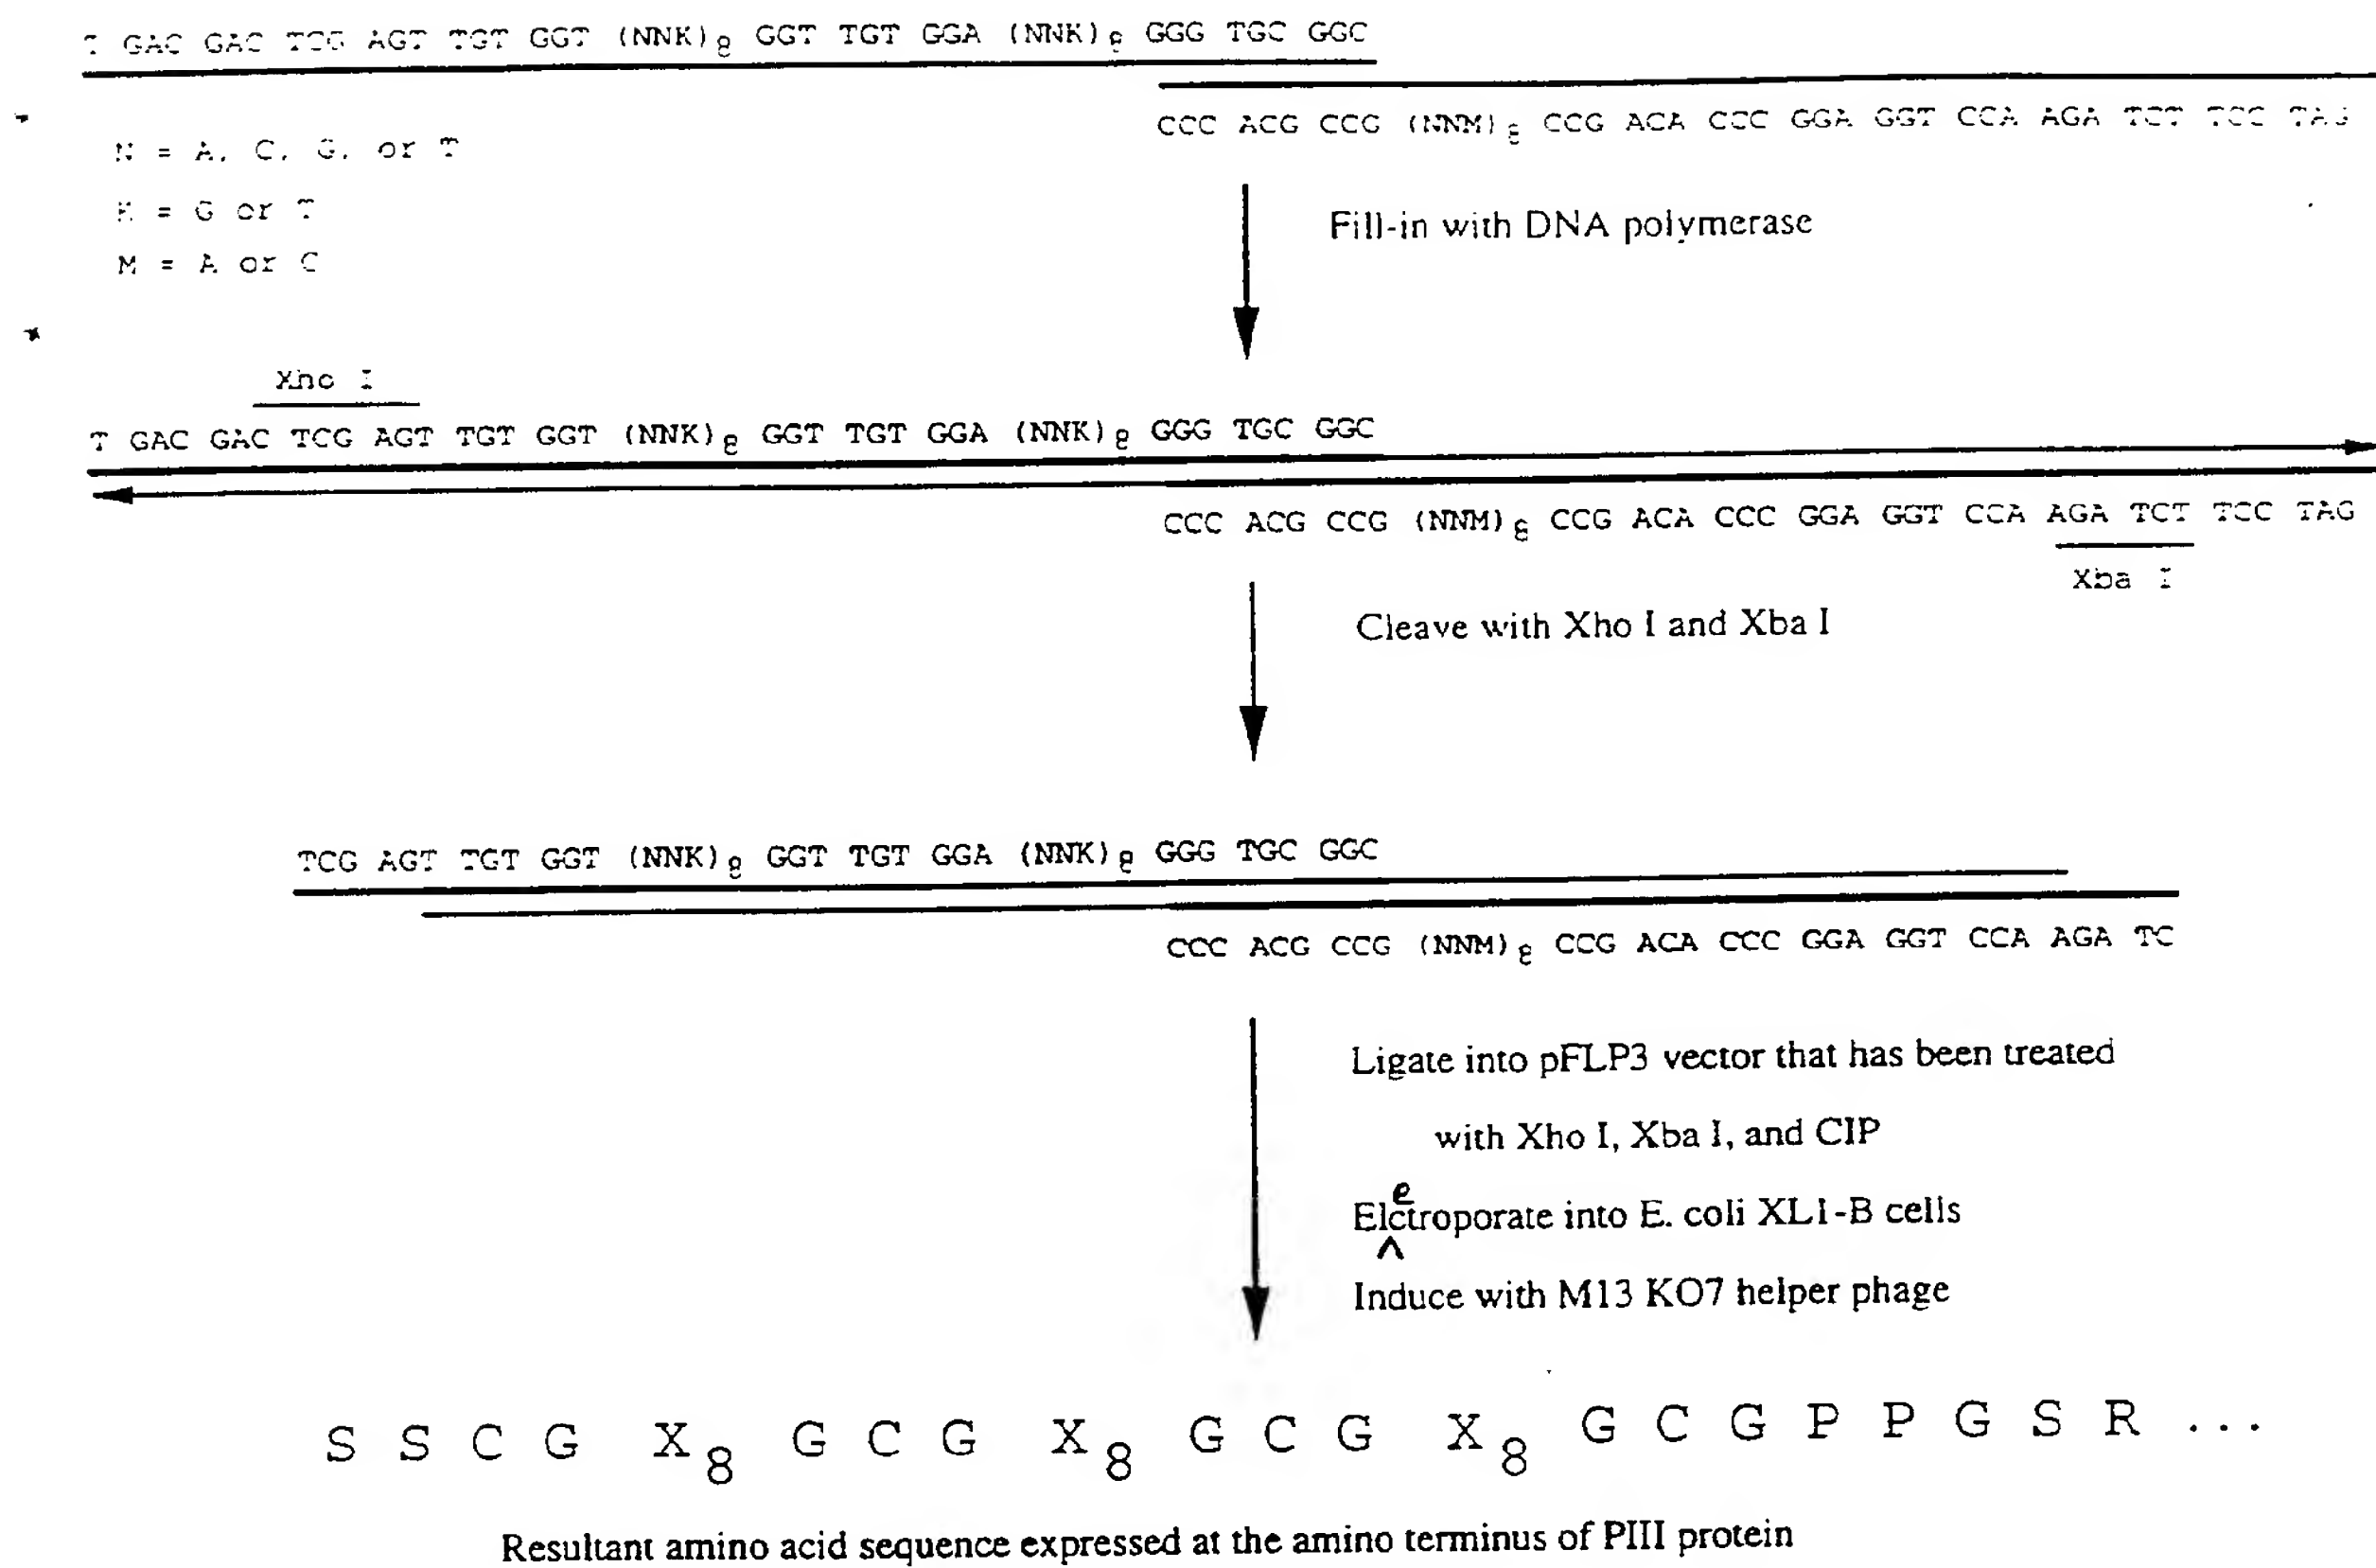 T GAC GAC TCG AGT TGT GGT (NNK)8 GGT TGT GGA (NNK)8 GGG TGC GGC
CCC ACG CCG (NNM)8 CCG ACA CCC GGA GGT CCA AGA TCT TCC TAG
N = A, C, G, or T
K = G or T
M = A or C
Fill-in with DNA polymerase
Xho I
T GAC GAC TCG AGT TGT GGT (NNK)8 GGT TGT GGA (NNK)8 GGG TGC GGC
CCC ACG CCG (NNM)8 CCG ACA CCC GGA GGT CCA AGA TCT TCC TAG
Xba I
Cleave with Xho I and Xba I
TCG AGT TGT GGT (NNK)8 GGT TGT GGA (NNK)8 GGG TGC GGC
CCC ACG CCG (NNM)8 CCG ACA CCC GGA GGT CCA AGA TC
Ligate into pFLP3 vector that has been treated
with Xho I, Xba I, and CIP
e
Elctroporate into E. coli XL1-B cells
^
Induce with M13 KO7 helper phage
S S C G X8 G C G X8 G C G X8 G C G P P G S R ...
Resultant amino acid sequence expressed at the amino terminus of PIII protein